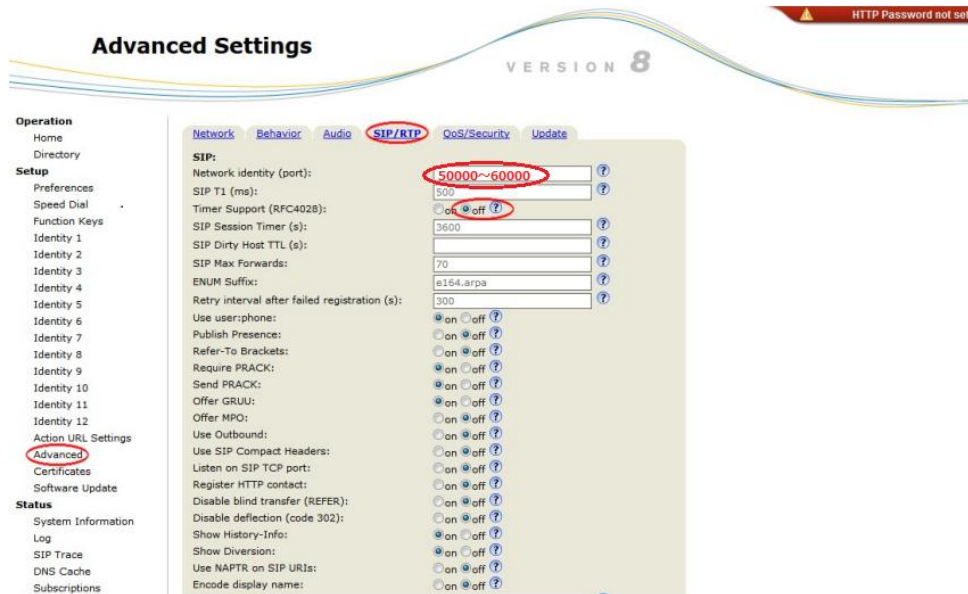 HTTP Password not set
Advanced Settings
VERSION 8
Operation
Home
Directory
Setup
Preferences
Speed Dial
Function Keys
Identity 1
Identity 2
Identity 3
Identity 4
Identity 5
Identity 6
Identity 7
Identity 8
Identity 9
Identity 10
Identity 11
Identity 12
Action URL Settings
Advanced
Certificates
Software Update
Status
System Information
Log
SIP Trace
DNS Cache
Subscriptions
Network Behavior Audio SIP/RTP QoS/Security Update
SIP:
Network identity (port): 50000~60000 ?
SIP T1 (ms): 500 ?
Timer Support (RFC4028): on off ?
SIP Session Timer (s): 3600 ?
SIP Dirty Host TTL (s): ?
SIP Max Forwards: 70 ?
ENUM Suffix: e164.arpa ?
Retry interval after failed registration (s): 300 ?
Use user:phone: on off ?
Publish Presence: on off ?
Refer-To Brackets: on off ?
Require PRACK: on off ?
Send PRACK: on off ?
Offer GRUU: on off ?
Offer MPO: on off ?
Use Outbound: on off ?
Use SIP Compact Headers: on off ?
Listen on SIP TCP port: on off ?
Register HTTP contact: on off ?
Disable blind transfer (REFER): on off ?
Disable deflection (code 302): on off ?
Show History-Info: on off ?
Show Diversion: on off ?
Use NAPTR on SIP URIs: on off ?
Encode display name: on off ?